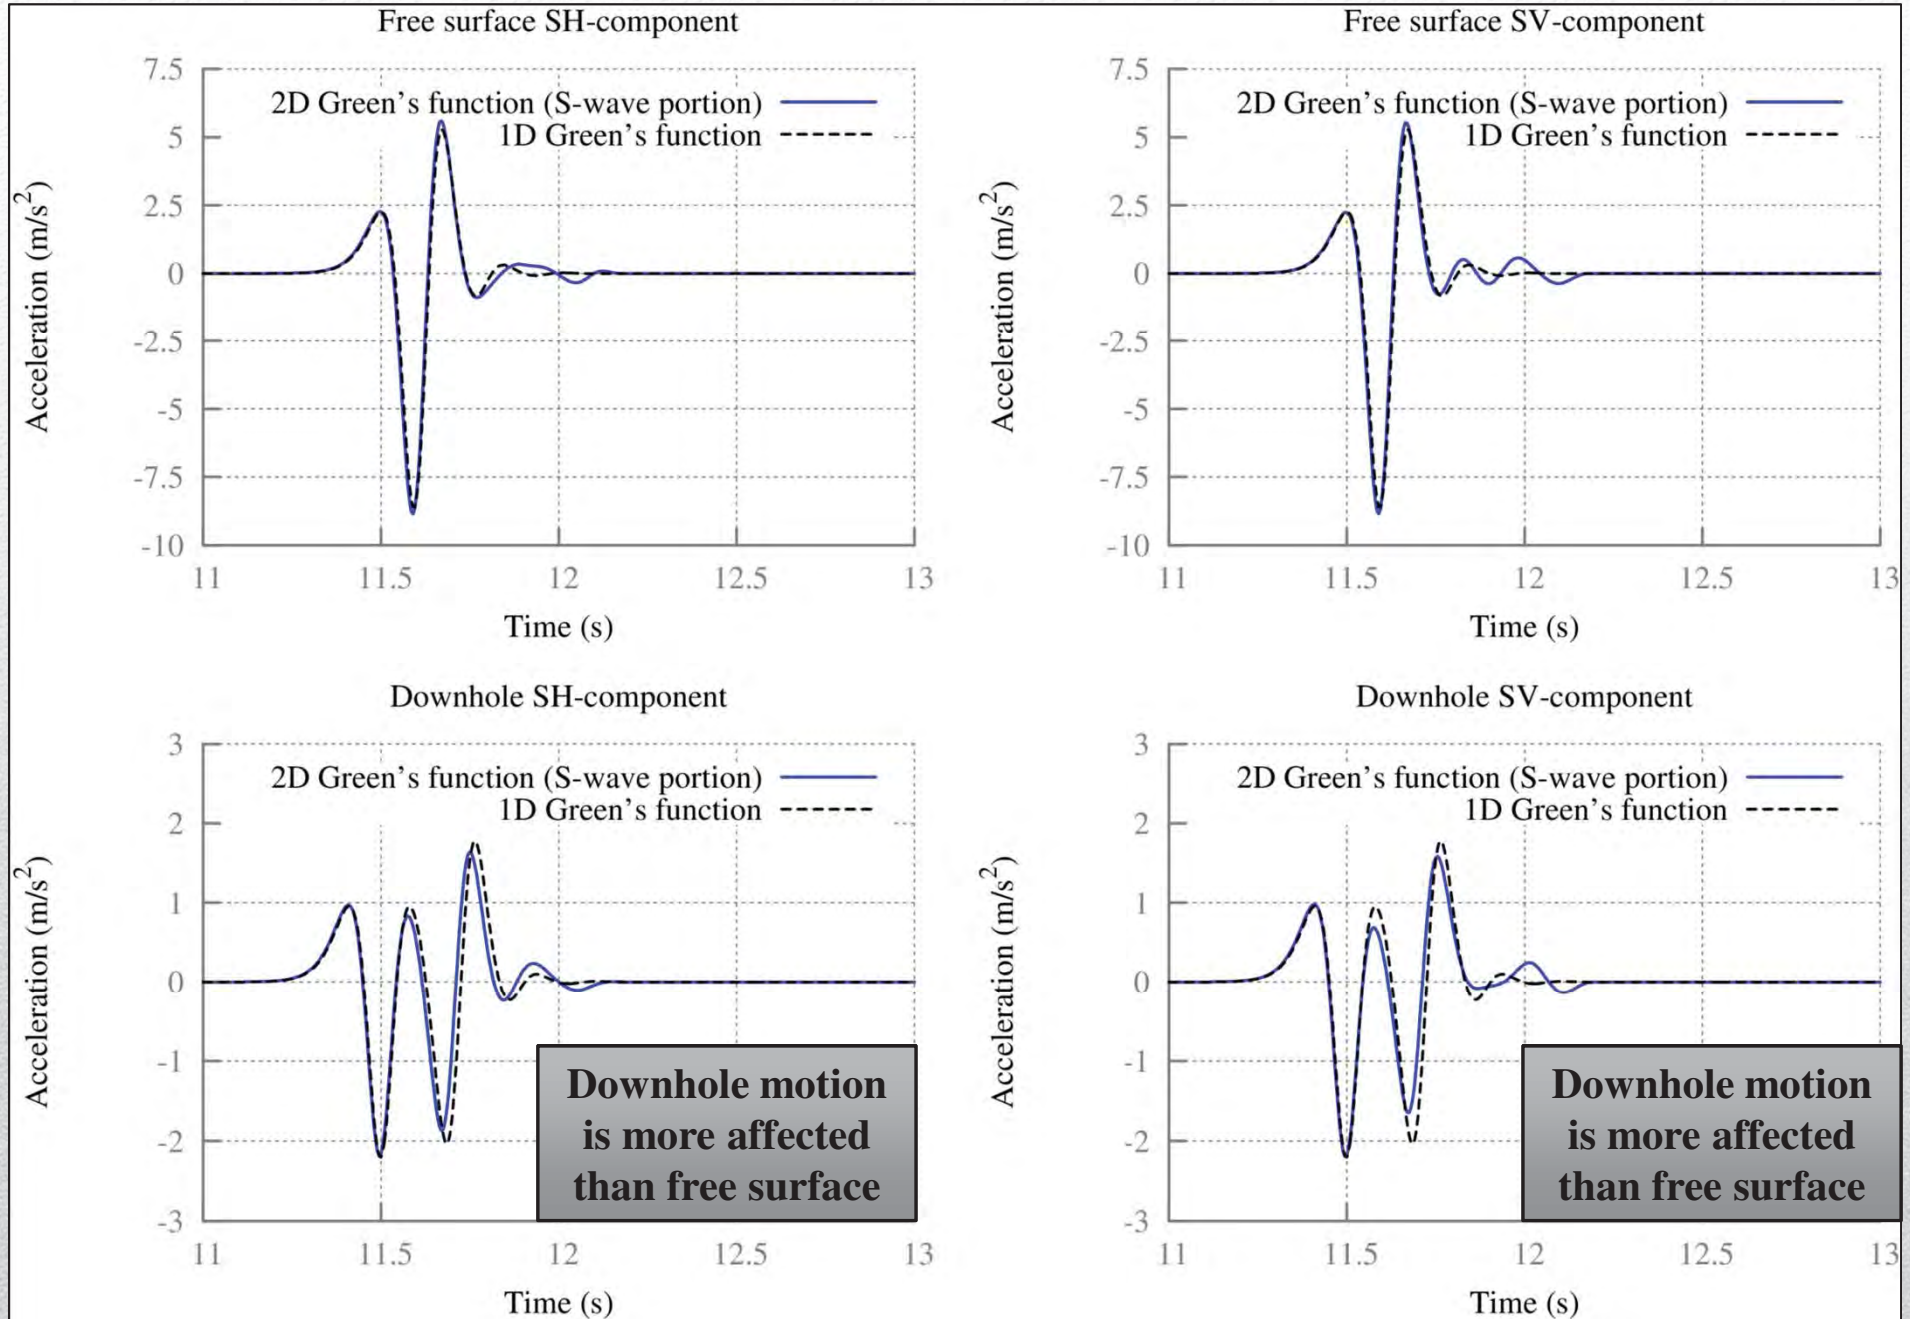 Free surface SH-component
7.5
5
2.5
0
-2.5
-5
-7.5
-10
Acceleration (m/s²)
2D Green's function (S-wave portion)
1D Green's function
11
11.5
12
12.5
13
Time (s)
Free surface SV-component
7.5
5
2.5
0
-2.5
-5
-7.5
-10
Acceleration (m/s²)
2D Green's function (S-wave portion)
1D Green's function
11
11.5
12
12.5
13
Time (s)
Downhole SH-component
3
2
1
0
-1
-2
-3
Acceleration (m/s²)
2D Green's function (S-wave portion)
1D Green's function
Downhole motion
is more affected
than free surface
11
11.5
12
12.5
13
Time (s)
Downhole SV-component
3
2
1
0
-1
-2
-3
Acceleration (m/s²)
2D Green's function (S-wave portion)
1D Green's function
Downhole motion
is more affected
than free surface
11
11.5
12
12.5
13
Time (s)